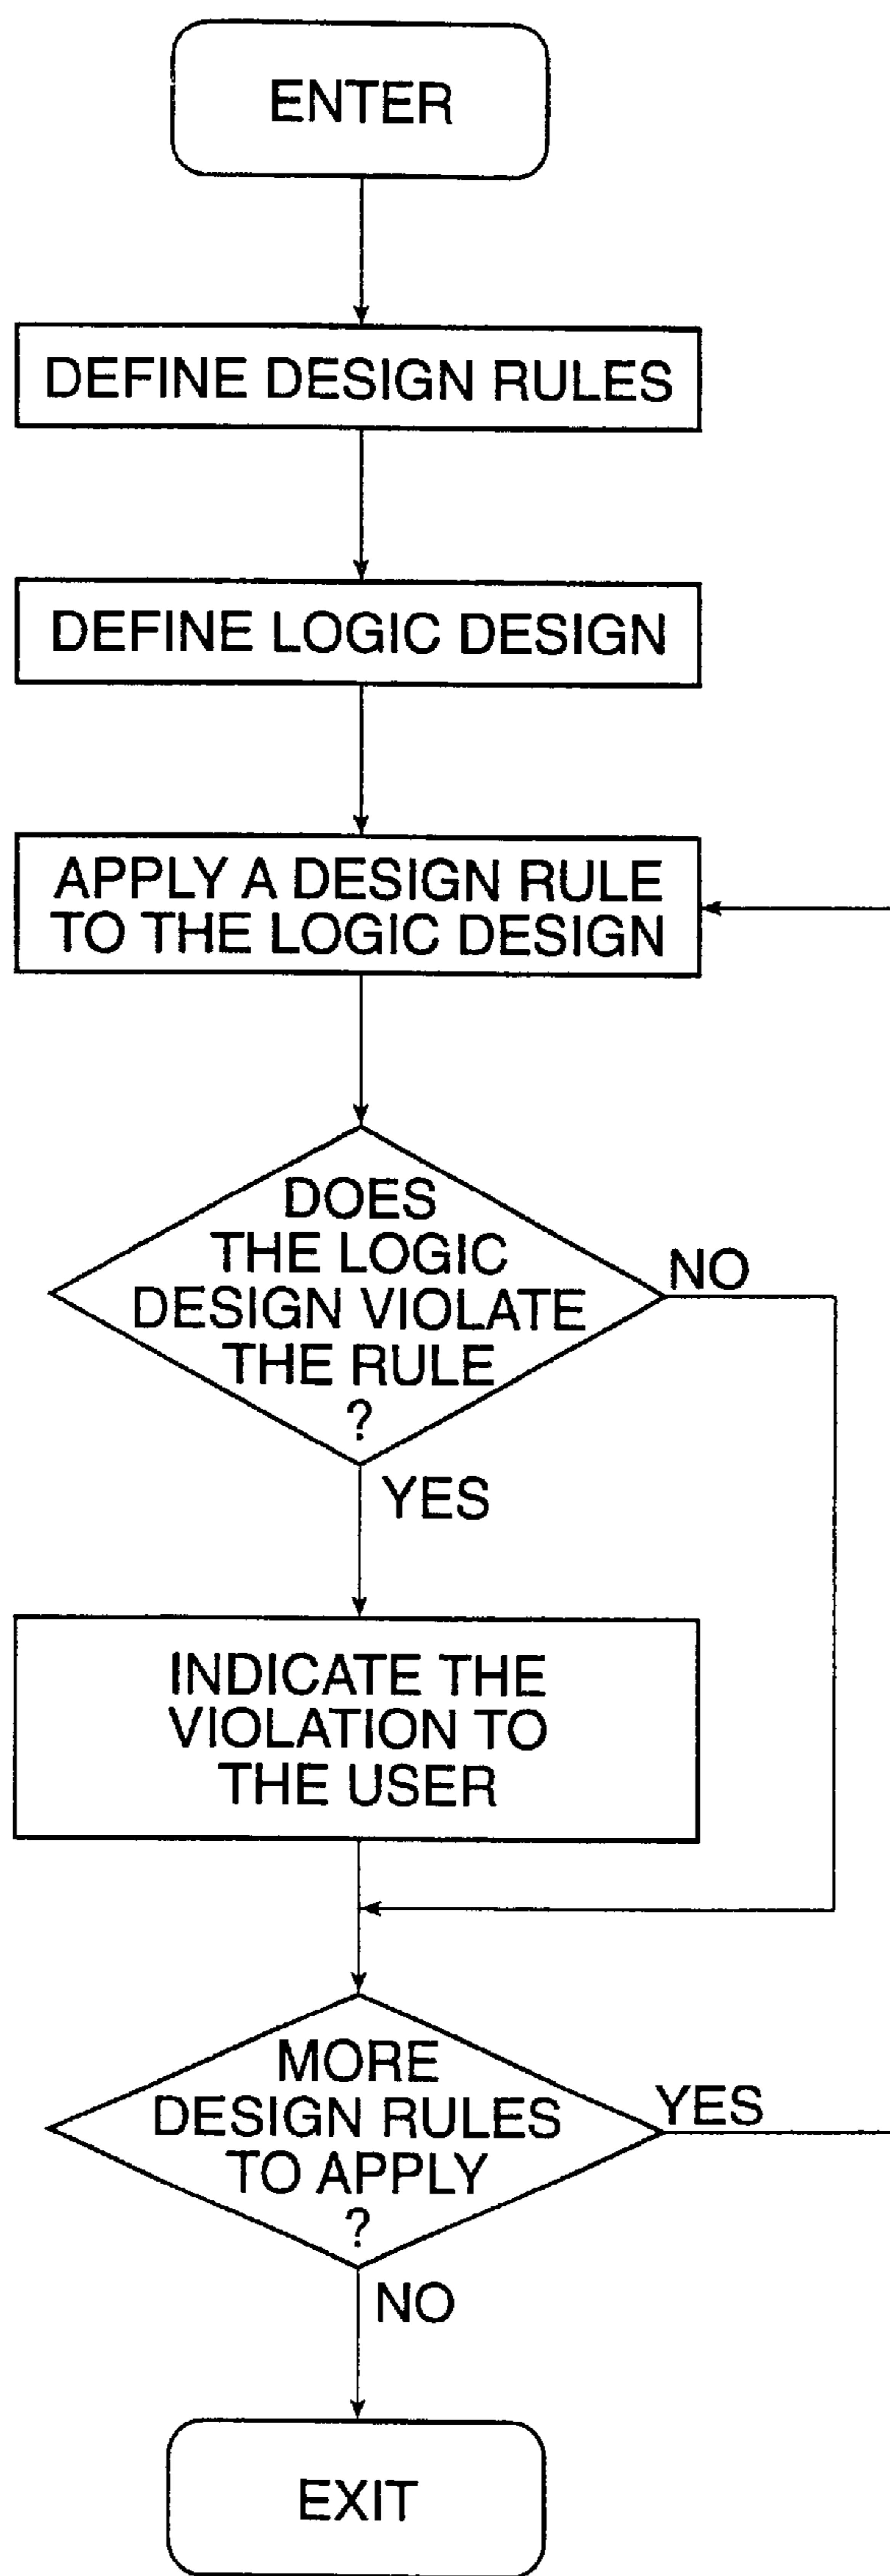 ENTER
DEFINE DESIGN RULES
DEFINE LOGIC DESIGN
APPLY A DESIGN RULE
TO THE LOGIC DESIGN
DOES
THE LOGIC
DESIGN VIOLATE
THE RULE
?
NO
YES
INDICATE THE
VIOLATION TO
THE USER
MORE
DESIGN RULES
TO APPLY
?
YES
NO
EXIT